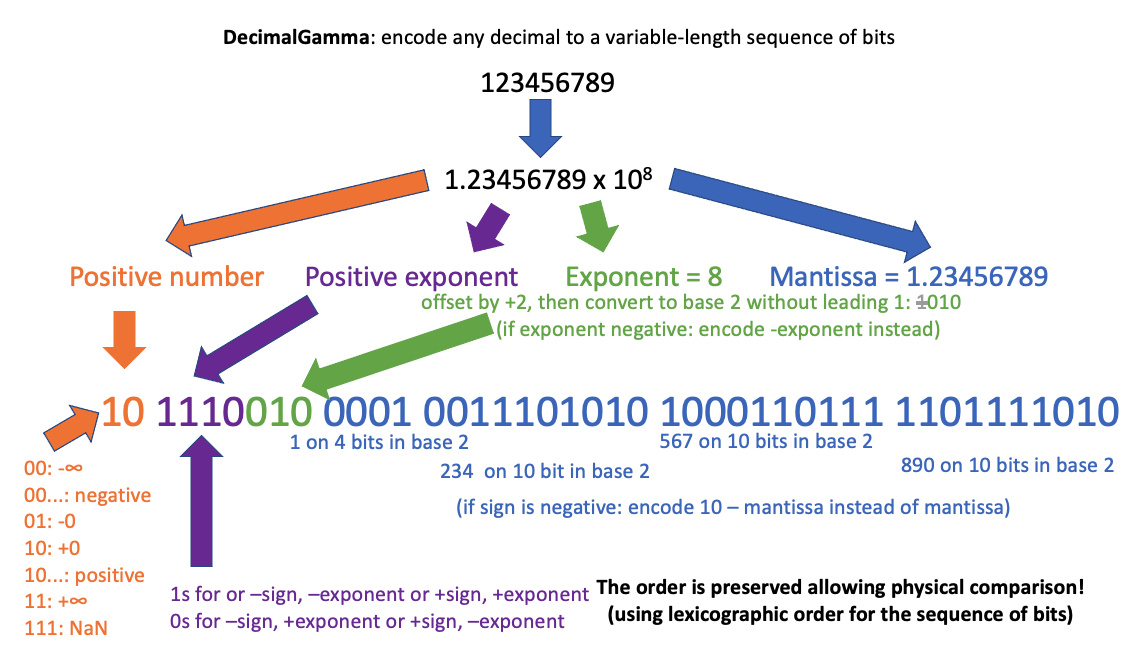 DecimalGamma: encode any decimal to a variable-length sequence of bits
123456789
1.23456789 x 10⁸
Positive number
Positive exponent
Exponent = 8
Mantissa = 1.23456789
offset by +2, then convert to base 2 without leading 1: 1010
(if exponent negative: encode -exponent instead)
10 1110010 0001 0011101010 1000110111 1101111010
1 on 4 bits in base 2
567 on 10 bits in base 2
234 on 10 bit in base 2
890 on 10 bits in base 2
(if sign is negative: encode 10 – mantissa instead of mantissa)
00: -∞
00...: negative
01: -0
10: +0
10...: positive
11: +∞
111: NaN
1s for or –sign, –exponent or +sign, +exponent
0s for –sign, +exponent or +sign, –exponent
The order is preserved allowing physical comparison!
(using lexicographic order for the sequence of bits)